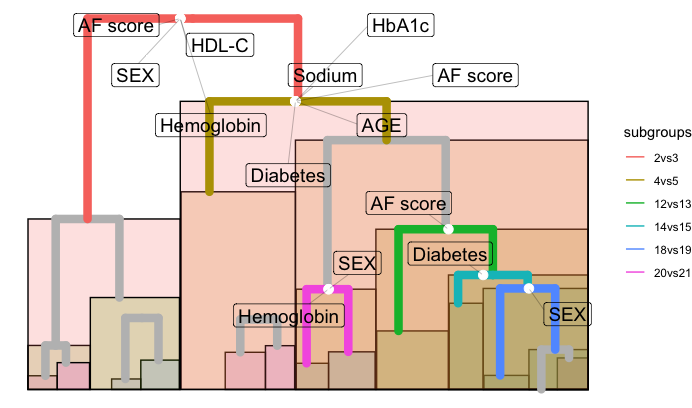 AF score
HbA1c
HDL-C
SEX
Sodium
AF score
Hemoglobin
AGE
Diabetes
AF score
Diabetes
SEX
Hemoglobin
SEX
subgroups
2vs3
4vs5
12vs13
14vs15
18vs19
20vs21